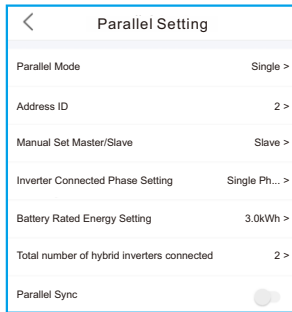 Parallel Setting
Parallel Mode Single >
Address ID 2 >
Manual Set Master/Slave Slave >
Inverter Connected Phase Setting Single Ph... >
Battery Rated Energy Setting 3.0kWh >
Total number of hybrid inverters connected 2 >
Parallel Sync